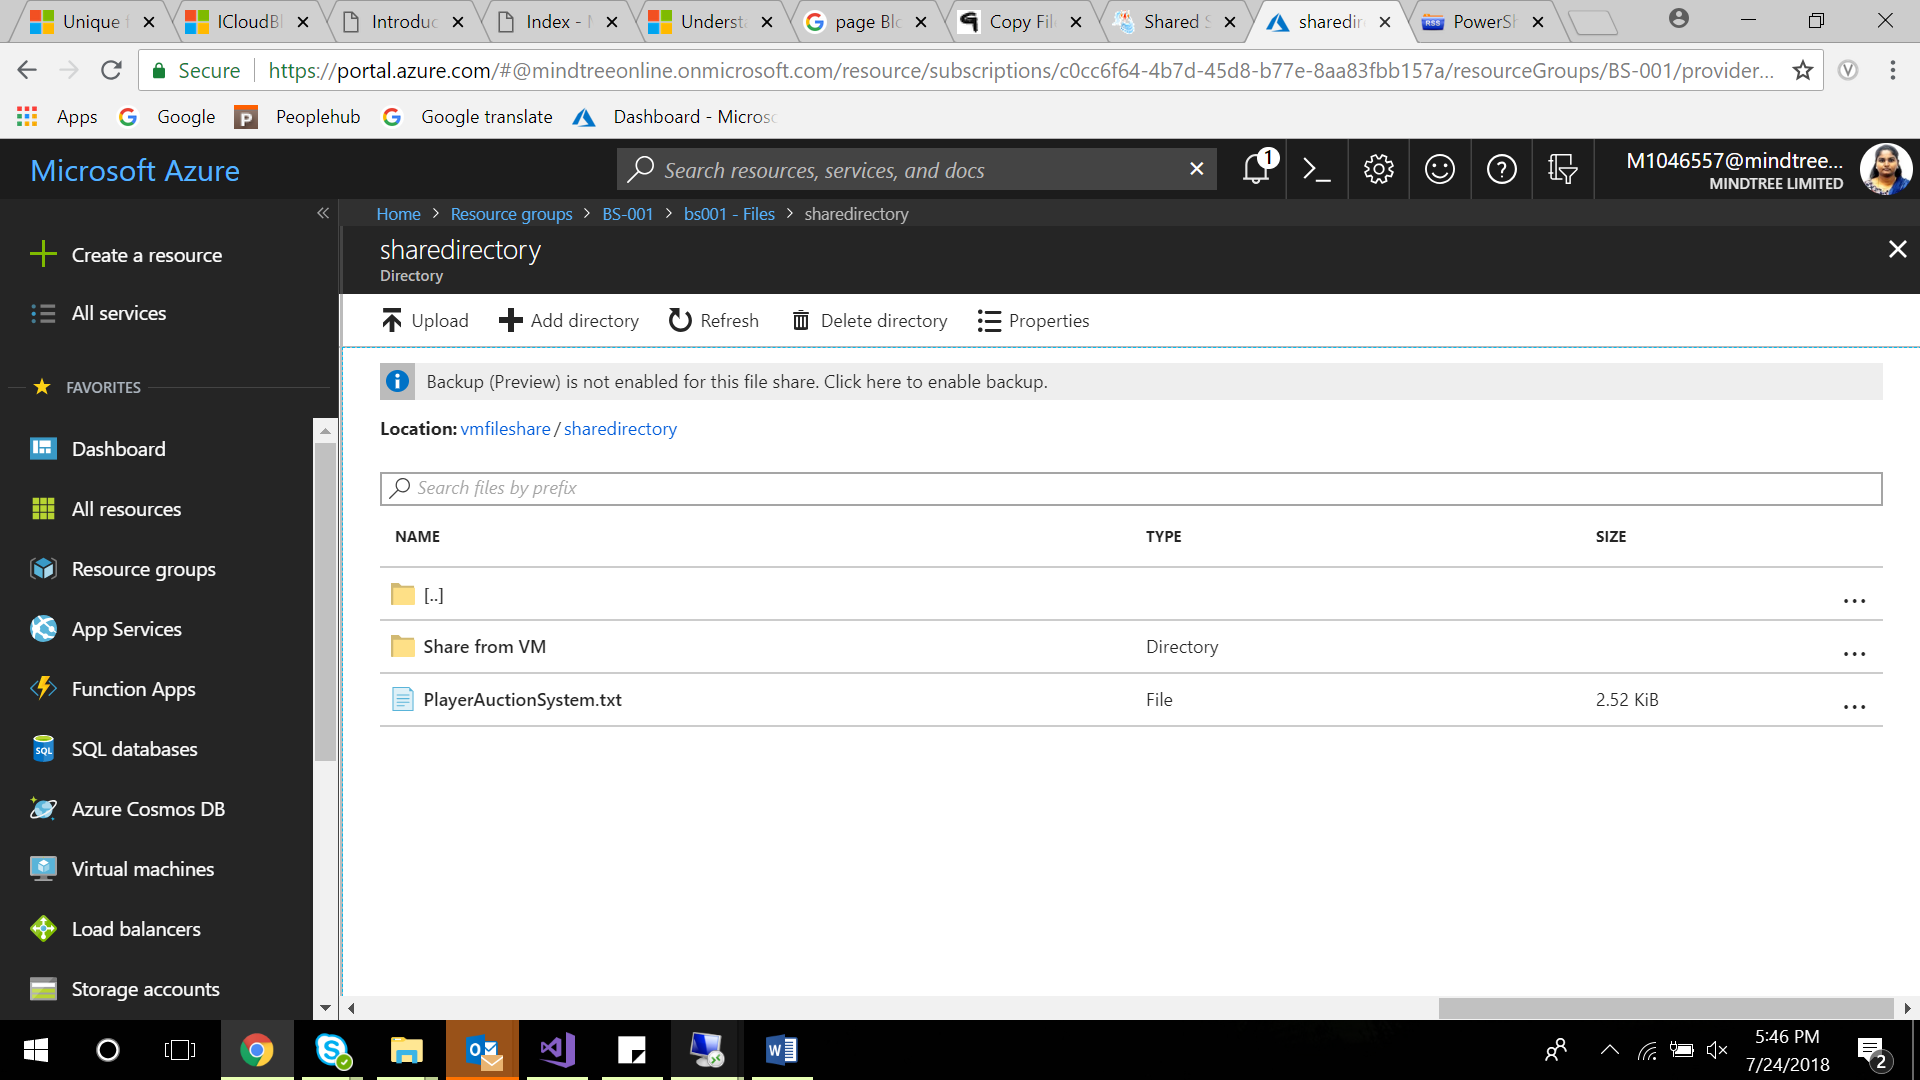 Unique f
ICloudBl
Introduc
Index - M
Underst
page Blo
Copy File
Shared S
sharedire
PowerSh
Secure
https://portal.azure.com/#@mindtreeonline.onmicrosoft.com/resource/subscriptions/c0cc6f64-4b7d-45d8-b77e-8aa83fbb157a/resourceGroups/BS-001/provider...
Apps
Google
Peoplehub
Google translate
Dashboard - Microsc
Microsoft Azure
Search resources, services, and docs
1
M1046557@mindtree...
MINDTREE LIMITED
Home > Resource groups > BS-001 > bs001 - Files > sharedirectory
sharedirectory
Directory
Create a resource
All services
FAVORITES
Dashboard
All resources
Resource groups
App Services
Function Apps
SQL databases
Azure Cosmos DB
Virtual machines
Load balancers
Storage accounts
Upload
Add directory
Refresh
Delete directory
Properties
Backup (Preview) is not enabled for this file share. Click here to enable backup.
Location: vmfileshare / sharedirectory
Search files by prefix
NAME TYPE SIZE
[..]
Share from VM Directory
PlayerAuctionSystem.txt File 2.52 KiB
5:46 PM
7/24/2018
2